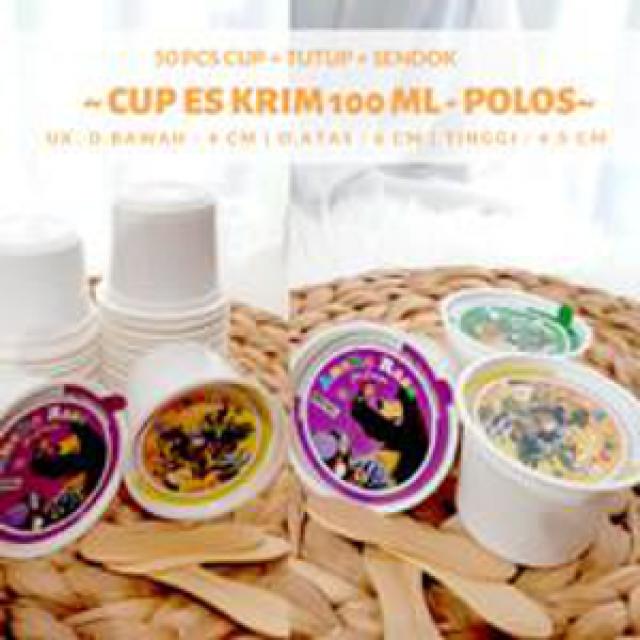 50 PCS CUP + TUTUP + SENDOK
~ CUP ES KRIM 100 ML - POLOS~
UK. D.BAWAH : 4 CM | D.ATAS : 6 CM | TINGGI : 4.5 CM